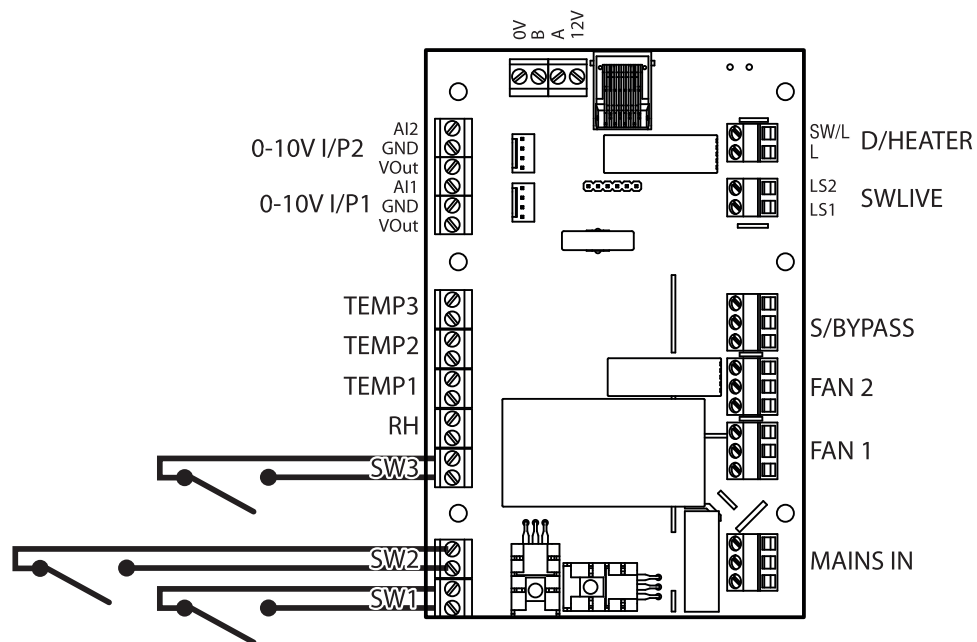 0V
B
A
12V
AI2
0-10V I/P2
GND
VOut
AI1
0-10V I/P1
GND
VOut
TEMP3
TEMP2
TEMP1
RH
SW3
SW2
SW1
SW/L
D/HEATER
L
LS2
SWLIVE
LS1
S/BYPASS
FAN 2
FAN 1
MAINS IN